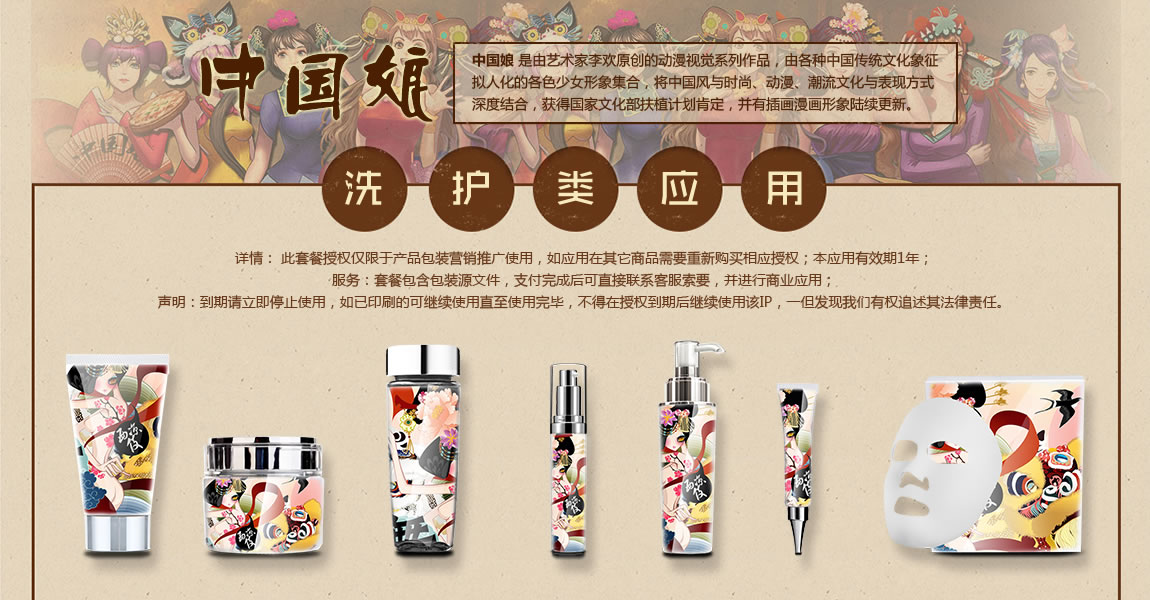 中国娘
中国娘 是由艺术家李欢原创的动漫视觉系列作品，由各种中国传统文化象征
拟人化的各色少女形象集合，将中国风与时尚、动漫、潮流文化与表现方式
深度结合，获得国家文化部扶植计划肯定，并有插画漫画形象陆续更新。
洗护类应用
详情： 此套餐授权仅限于产品包装营销推广使用，如应用在其它商品需要重新购买相应授权；本应用有效期1年；
服务：套餐包含包装源文件，支付完成后可直接联系客服索要，并进行商业应用；
声明：到期请立即停止使用，如已印刷的可继续使用直至使用完毕，不得在授权到期后继续使用该IP，一但发现我们有权追述其法律责任。